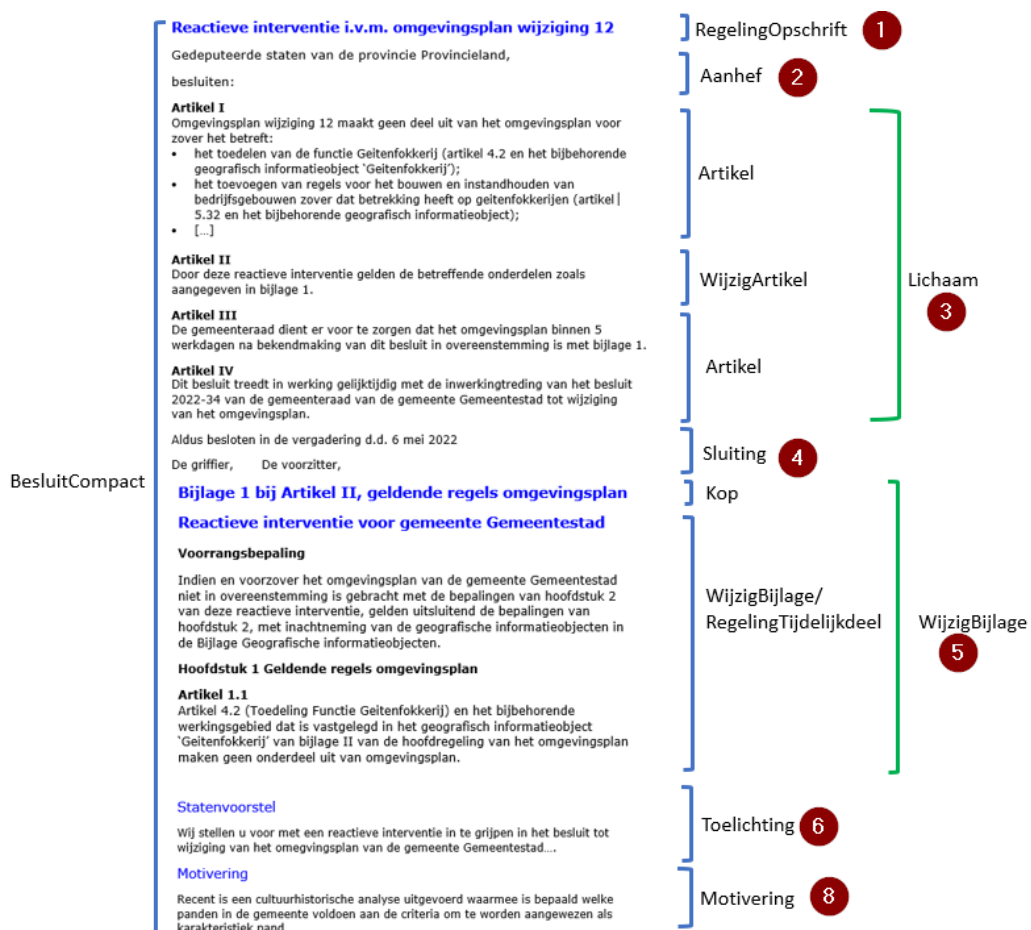 Reactieve interventie i.v.m. omgevingsplan wijziging 12
RegelingOpschrift 1
Gedeputeerde staten van de provincie Provincieland,
Aanhef 2
besluiten:
Artikel I
Omgevingsplan wijziging 12 maakt geen deel uit van het omgevingsplan voor
zover het betreft:
• het toedelen van de functie Geitenfokkerij (artikel 4.2 en het bijbehorende
geografisch informatieobject ‘Geitenfokkerij’);
• het toevoegen van regels voor het bouwen en instandhouden van
bedrijfsgebouwen zover dat betrekking heeft op geitenfokkerijen (artikel
5.32 en het bijbehorende geografisch informatieobject);
• [...]
Artikel
Artikel II
Door deze reactieve interventie gelden de betreffende onderdelen zoals
aangegeven in bijlage 1.
WijzigArtikel
Lichaam
3
Artikel III
De gemeenteraad dient er voor te zorgen dat het omgevingsplan binnen 5
werkdagen na bekendmaking van dit besluit in overeenstemming is met bijlage 1.
Artikel IV
Dit besluit treedt in werking gelijktijdig met de inwerkingtreding van het besluit
2022-34 van de gemeenteraad van de gemeente Gemeentestad tot wijziging
van het omgevingsplan.
Artikel
Aldus besloten in de vergadering d.d. 6 mei 2022
De griffier, De voorzitter,
Sluiting 4
BesluitCompact
Bijlage 1 bij Artikel II, geldende regels omgevingsplan
Kop
Reactieve interventie voor gemeente Gemeentestad
Voorrangsbepaling
Indien en voorzover het omgevingsplan van de gemeente Gemeentestad
niet in overeenstemming is gebracht met de bepalingen van hoofdstuk 2
van deze reactieve interventie, gelden uitsluitend de bepalingen van
hoofdstuk 2, met inachtneming van de geografische informatieobjecten in
de Bijlage Geografische informatieobjecten.
WijzigBijlage/
RegelingTijdelijkdeel
WijzigBijlage
5
Hoofdstuk 1 Geldende regels omgevingsplan
Artikel 1.1
Artikel 4.2 (Toedeling Functie Geitenfokkerij) en het bijbehorende
werkingsgebied dat is vastgelegd in het geografisch informatieobject
‘Geitenfokkerij’ van bijlage II van de hoofdregeling van het omgevingsplan
maken geen onderdeel uit van omgevingsplan.
Statenvoorstel
Wij stellen u voor met een reactieve interventie in te grijpen in het besluit tot
wijziging van het omegvingsplan van de gemeente Gemeentestad….
Toelichting 6
Motivering
Recent is een cultuurhistorische analyse uitgevoerd waarmee is bepaald welke
panden in de gemeente voldoen aan de criteria om te worden aangewezen als
karakteristiek pand
Motivering 8